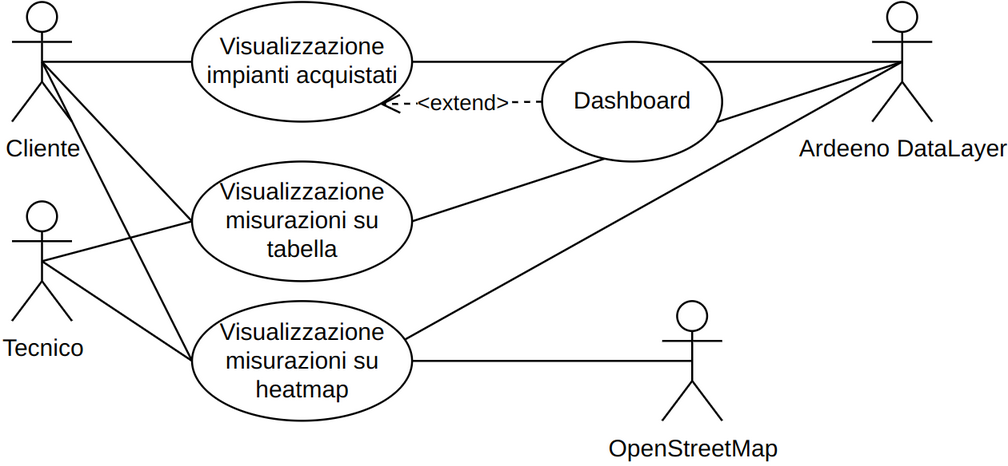 Visualizzazione
impianti acquistati
<extend>
Dashboard
Cliente
Ardeeno DataLayer
Visualizzazione
misurazioni su
tabella
Tecnico
Visualizzazione
misurazioni su
heatmap
OpenStreetMap